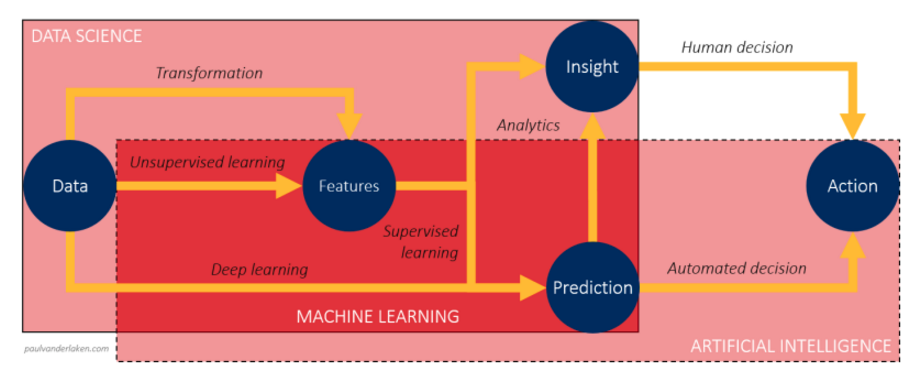 DATA SCIENCE
Transformation
Insight
Human decision
Analytics
Unsupervised learning
Data
Features
Action
Supervised
learning
Deep learning
Prediction
Automated decision
MACHINE LEARNING
paulvanderlaken.com
ARTIFICIAL INTELLIGENCE